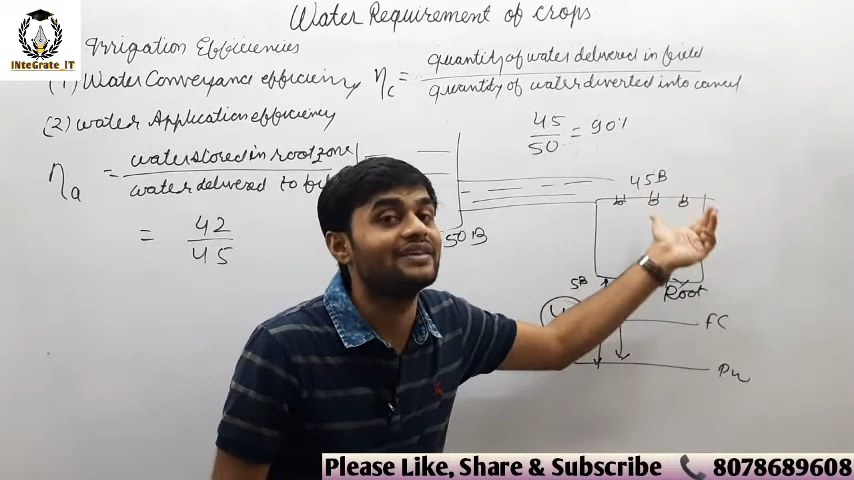 Water Requirement of crops
INteGrate_IT
Irrigation Efficiencies
(1) Water Conveyance efficiency ηc = quantity of water delivered in field
quantity of water diverted into canal
(2) water Application efficiency
45
50
= 90%
ηa = water stored in root zone
water delivered to
= 42
45
45B
50B
5B
Root
FC
Please Like, Share & Subscribe 8078689608